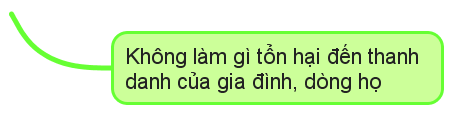 Không làm gì tổn hại đến thanh
danh của gia đình, dòng họ